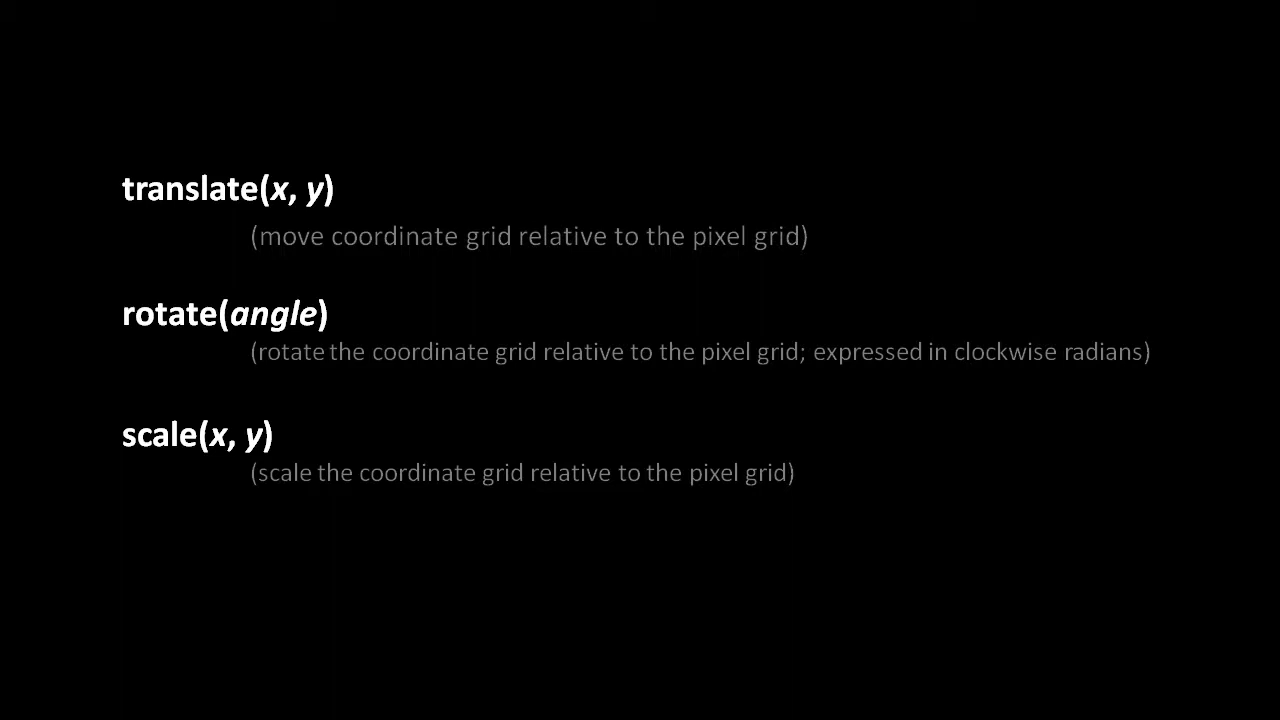 translate(x, y)
(move coordinate grid relative to the pixel grid)
rotate(angle)
(rotate the coordinate grid relative to the pixel grid; expressed in clockwise radians)
scale(x, y)
(scale the coordinate grid relative to the pixel grid)